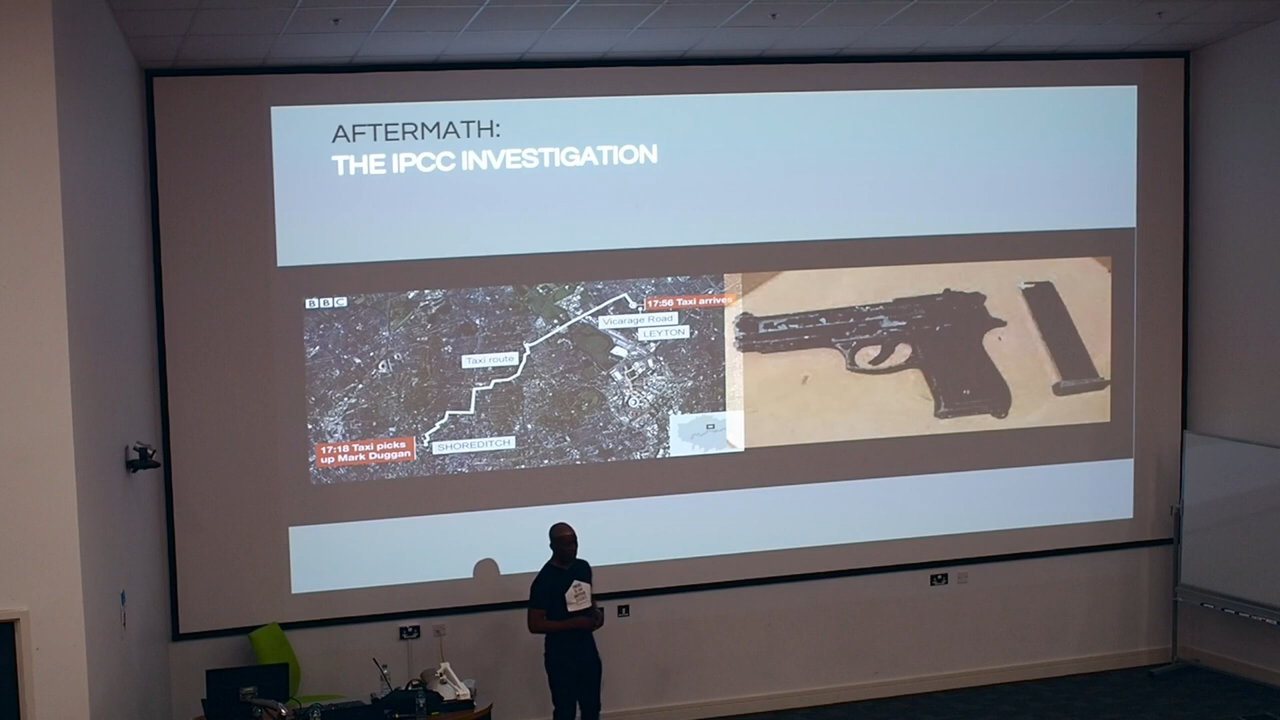 AFTERMATH:
THE IPCC INVESTIGATION
BBC
17:56 Taxi arrives
Vicarage Road
LEYTON
Taxi route
17:18 Taxi picks
up Mark Duggan
SHOREDITCH